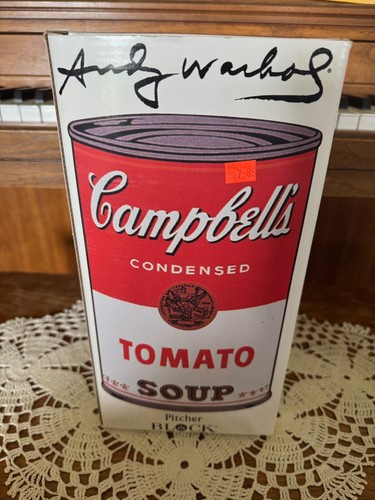 Andy Warhol
Campbell's
CONDENSED
TOMATO
SOUP
Pitcher
BLOCK